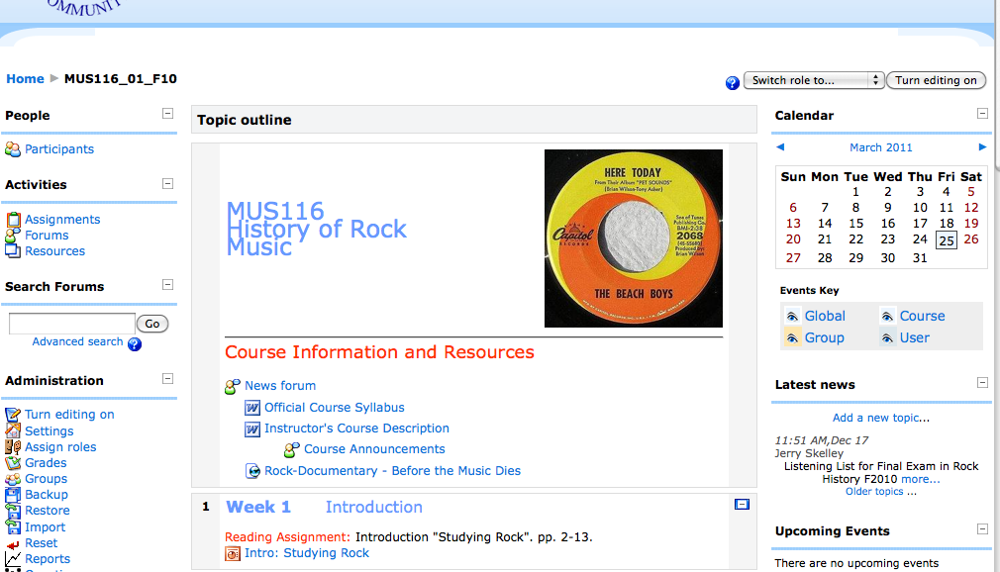 Home ► MUS116_01_F10
Switch role to...
Turn editing on
People
Participants
Activities
Assignments
Forums
Resources
Search Forums
Go
Advanced search
Administration
Turn editing on
Settings
Assign roles
Grades
Groups
Backup
Restore
Import
Reset
Reports
Topic outline
MUS116
History of Rock
Music
HERE TODAY
From Their Album "PET SOUNDS"
(Brian Wilson-Tony Asher)
Capitol
RECORDS
Sea of Tunes
Publishing Co.
BMI-2:38
2068
(45-55680)
Produced by:
Brian Wilson
THE BEACH BOYS
Course Information and Resources
News forum
Official Course Syllabus
Instructor's Course Description
Course Announcements
Rock-Documentary - Before the Music Dies
1 Week 1 Introduction
Reading Assignment: Introduction "Studying Rock". pp. 2-13.
Intro: Studying Rock
Calendar
◄ March 2011 ►
Sun Mon Tue Wed Thu Fri Sat
1 2 3 4 5
6 7 8 9 10 11 12
13 14 15 16 17 18 19
20 21 22 23 24 25 26
27 28 29 30 31
Events Key
Global Course
Group User
Latest news
Add a new topic...
11:51 AM,Dec 17
Jerry Skelley
Listening List for Final Exam in Rock
History F2010 more...
Older topics ...
Upcoming Events
There are no upcoming events